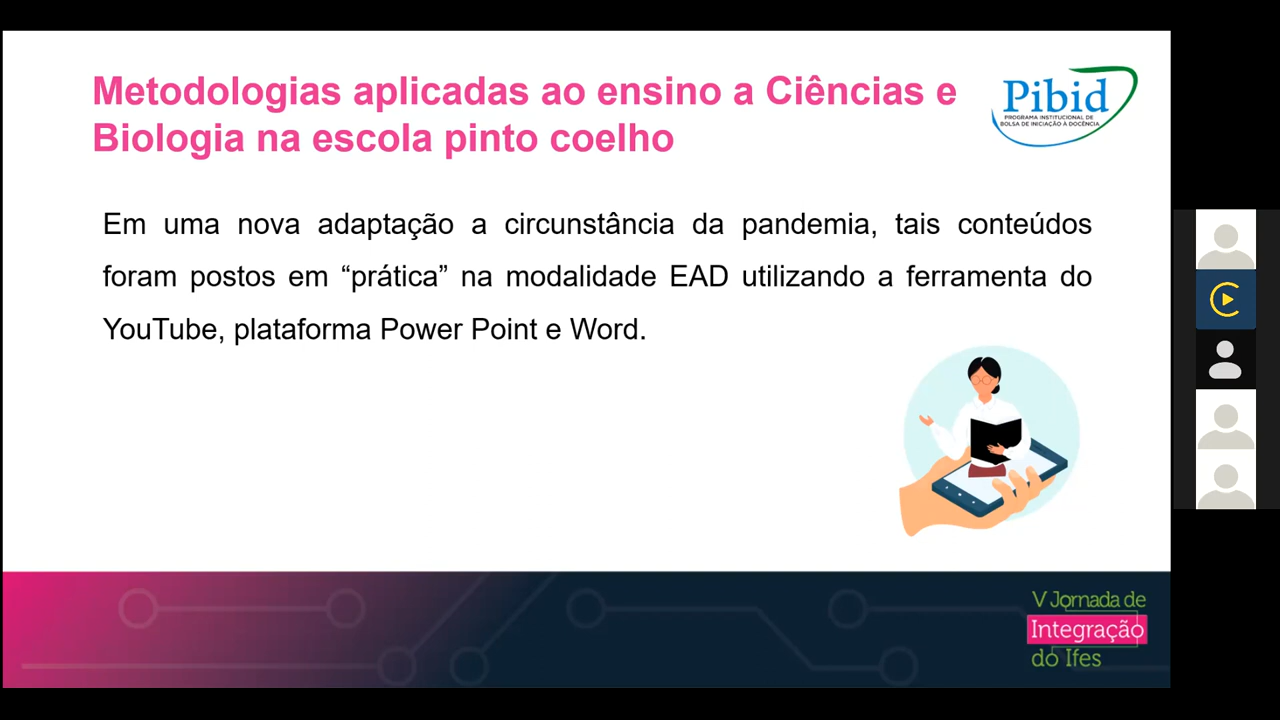 Metodologias aplicadas ao ensino a Ciências e
Biologia na escola pinto coelho
Pibid
PROGRAMA INSTITUCIONAL DE
BOLSA DE INICIAÇÃO À DOCÊNCIA
Em uma nova adaptação a circunstância da pandemia, tais conteúdos
foram postos em “prática” na modalidade EAD utilizando a ferramenta do
YouTube, plataforma Power Point e Word.
V Jornada de
Integração
do Ifes